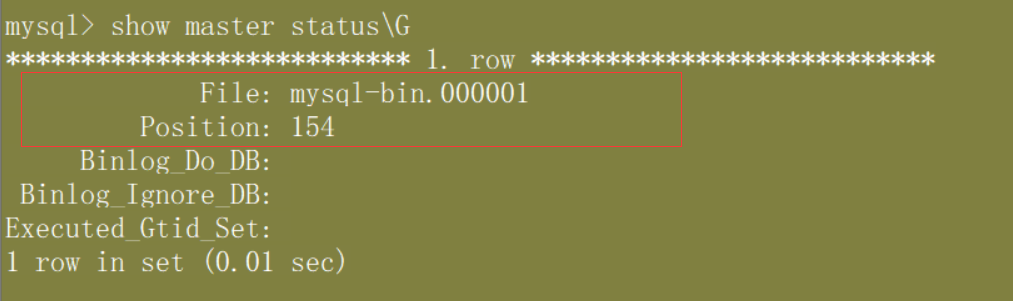 mysql> show master status\G
*************************** 1. row ***************************
File: mysql-bin.000001
Position: 154
Binlog_Do_DB:
Binlog_Ignore_DB:
Executed_Gtid_Set:
1 row in set (0.01 sec)